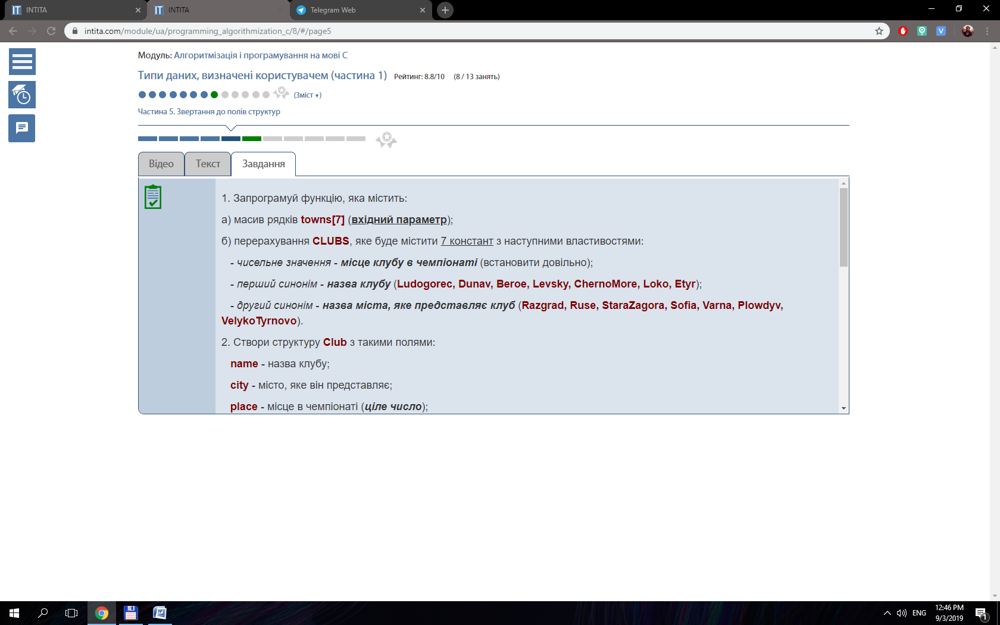 IT INTITA
IT INTITA
Telegram Web
intita.com/module/ua/programming_algorithmization_c/8/#/page5
V
Модуль: Алгоритмізація і програмування на мові С
Типи даних, визначені користувачем (частина 1) Рейтинг: 8.8/10 (8 / 13 занять)
(Зміст ▾)
Частина 5. Звертання до полів структур
Відео Текст Завдання
1. Запрограмуй функцію, яка містить:
а) масив рядків towns[7] (вхідний параметр);
б) перерахування CLUBS, яке буде містити 7 констант з наступними властивостями:
- чисельне значення - місце клубу в чемпіонаті (встановити довільно);
- перший синонім - назва клубу (Ludogorec, Dunav, Beroe, Levsky, ChernoMore, Loko, Etyr);
- другий синонім - назва міста, яке представляє клуб (Razgrad, Ruse, StaraZagora, Sofia, Varna, Plowdyv,
VelykoTyrnovo).
2. Створи структуру Club з такими полями:
name - назва клубу;
city - місто, яке він представляє;
place - місце в чемпіонаті (ціле число);
ENG
12:46 PM
9/3/2019
1